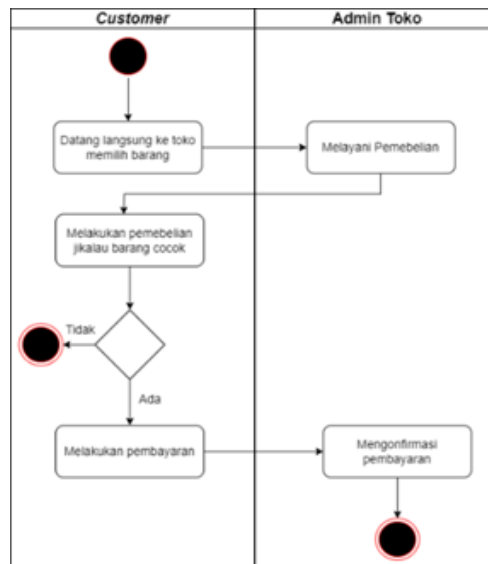 Customer
Admin Toko
Datang langsung ke toko
memilih barang
Melayani Pemebelian
Melakukan pemebelian
jikalau barang cocok
Tidak
Ada
Melakukan pembayaran
Mengonfirmasi
pembayaran